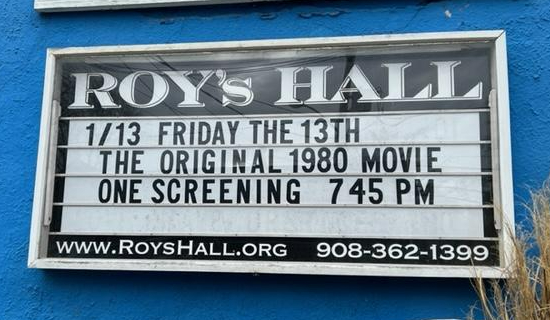 ROY'S HALL
1/13 FRIDAY THE 13TH
THE ORIGINAL 1980 MOVIE
ONE SCREENING 745 PM
WWW.ROYSHALL.ORG 908-362-1399